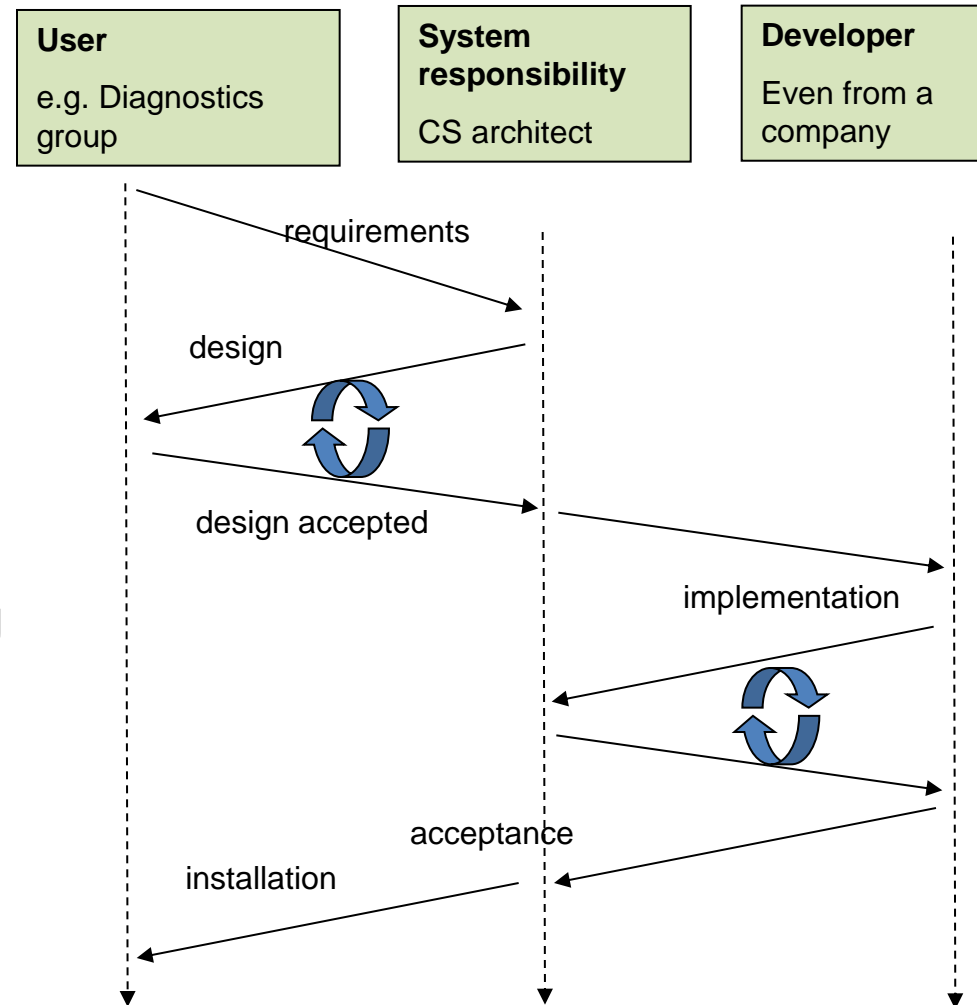 User
e.g. Diagnostics
group
System
responsibility
CS architect
Developer
Even from a
company
requirements
design
design accepted
implementation
acceptance
installation